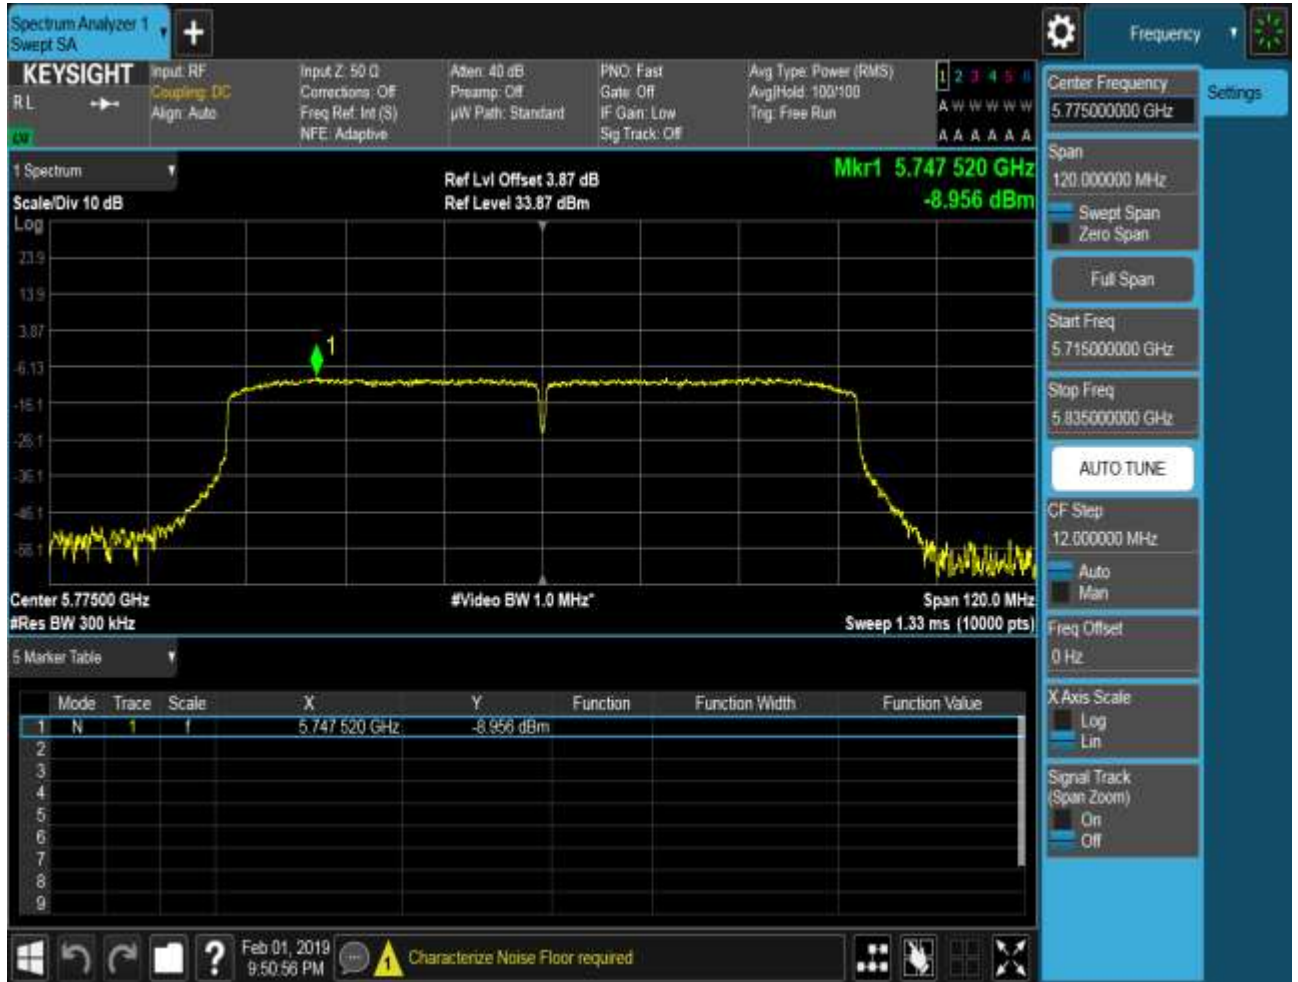 Spectrum Analyzer 1
Swept SA
+
Frequency
KEYSIGHT
R L
Input: RF
Coupling: DC
Align: Auto
Input Z: 50 Ω
Corrections: Off
Freq Ref: Int (S)
NFE: Adaptive
Atten: 40 dB
Preamp: Off
µW Path: Standard
PNO: Fast
Gate: Off
IF Gain: Low
Sig Track: Off
Avg Type: Power (RMS)
Avg|Hold: 100/100
Trig: Free Run
1 2 3 4 5 6
A W W W W W
A A A A A A
1 Spectrum
Scale/Div 10 dB
Ref Lvl Offset 3.87 dB
Ref Level 33.87 dBm
Mkr1 5.747 520 GHz
-8.956 dBm
Log
23.9
13.9
3.87
-6.13
-16.1
-26.1
-36.1
-46.1
-56.1
1
Center 5.77500 GHz
#Res BW 300 kHz
#Video BW 1.0 MHz*
Span 120.0 MHz
Sweep 1.33 ms (10000 pts)
5 Marker Table
Mode Trace Scale X Y Function Function Width Function Value
1 N 1 f 5.747 520 GHz -8.956 dBm
2
3
4
5
6
7
8
9
Settings
Center Frequency
5.775000000 GHz
Span
120.000000 MHz
Swept Span
Zero Span
Full Span
Start Freq
5.715000000 GHz
Stop Freq
5.835000000 GHz
AUTO TUNE
CF Step
12.000000 MHz
Auto
Man
Freq Offset
0 Hz
X Axis Scale
Log
Lin
Signal Track
(Span Zoom)
On
Off
?
Feb 01, 2019
9:50:56 PM
1
Characterize Noise Floor required